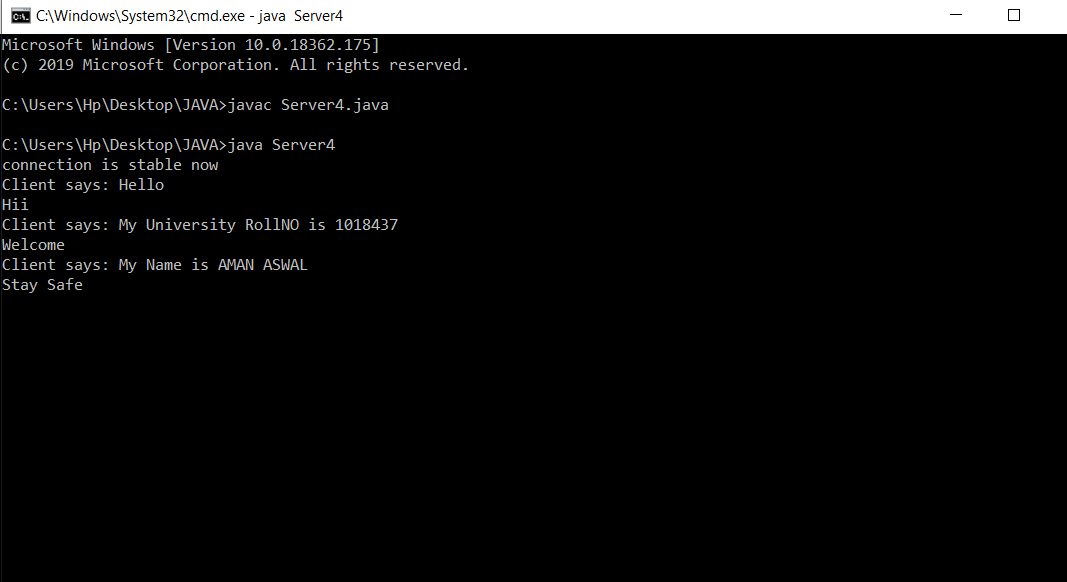 C:\Windows\System32\cmd.exe - java  Server4
Microsoft Windows [Version 10.0.18362.175]
(c) 2019 Microsoft Corporation. All rights reserved.
C:\Users\Hp\Desktop\JAVA>javac Server4.java
C:\Users\Hp\Desktop\JAVA>java Server4
connection is stable now
Client says: Hello
Hii
Client says: My University RollNO is 1018437
Welcome
Client says: My Name is AMAN ASWAL
Stay Safe